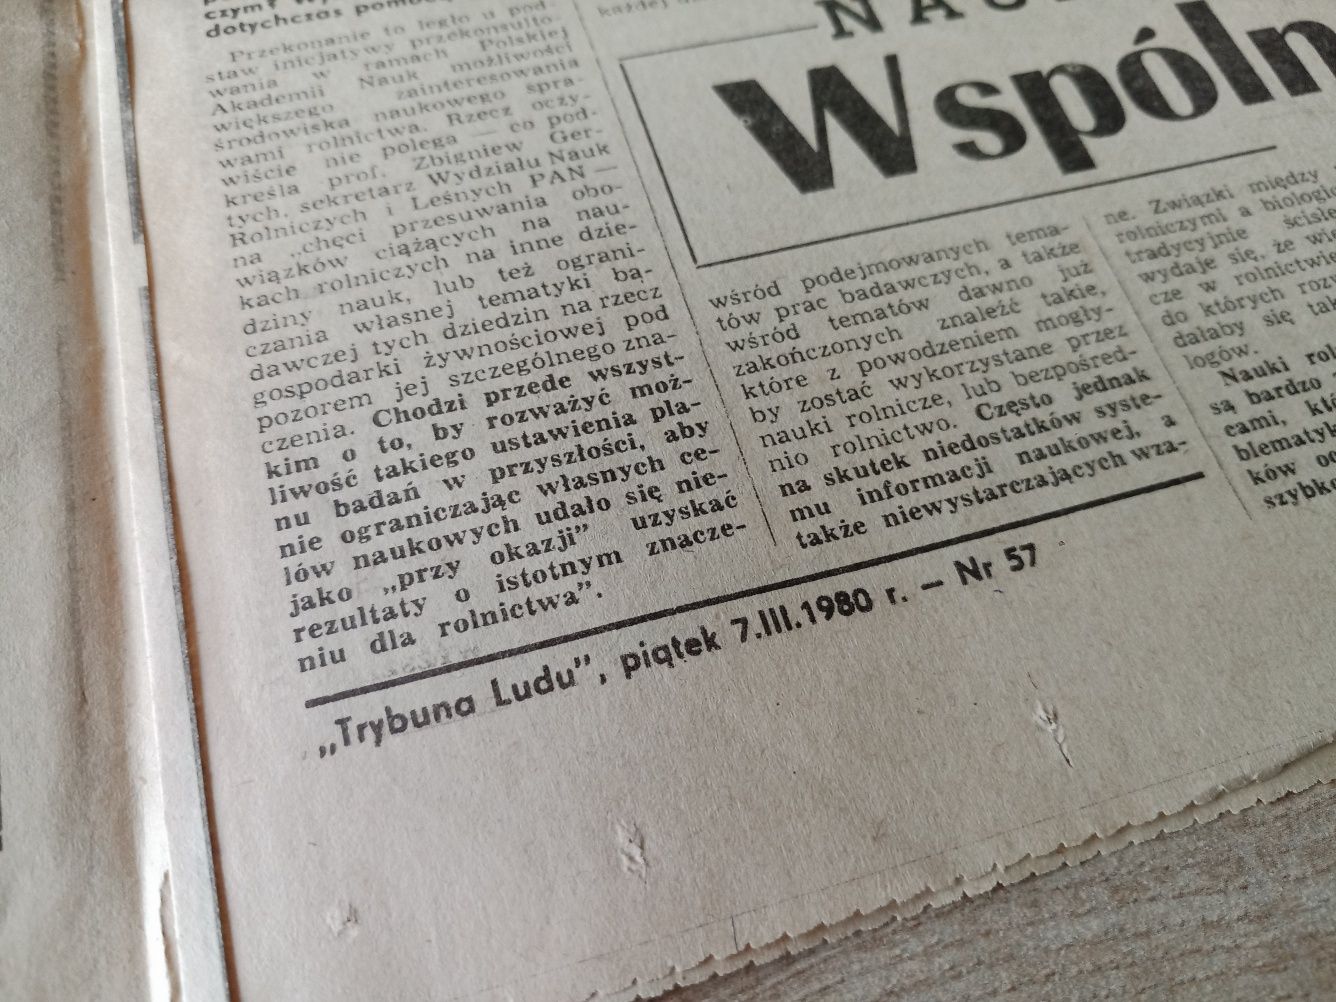 dotychczas
Przekonanie to legło u pod-
staw inicjatywy przekonsulto-
wania w ramach Polskiej
Akademii Nauk możliwości
większego zainteresowania
środowiska naukowego spra-
wami rolnictwa. Rzecz oczy-
wiście nie polega — co pod-
kreśla prof. Zbigniew Ger-
tych, sekretarz Wydziału Nauk
Rolniczych i Leśnych PAN —
na „chęci przesuwania obo-
wiązków ciążących na nau-
kach rolniczych na inne dzie-
dziny nauk, lub też ograni-
czania własnej tematyki ba-
dawczej tych dziedzin na rzecz
gospodarki żywnościowej pod
pozorem jej szczególnego zna-
czenia. Chodzi przede wszyst-
kim o to, by rozważyć moż-
liwość takiego ustawienia pla-
nu badań w przyszłości, aby
nie ograniczając własnych ce-
lów naukowych udało się nie-
jako „przy okazji” uzyskać
rezultaty o istotnym znacze-
niu dla rolnictwa”.
każdej
Wspóln
wśród podejmowanych tema-
tów prac badawczych, a także
wśród tematów dawno już
zakończonych znaleźć takie,
które z powodzeniem mogły-
by zostać wykorzystane przez
nauki rolnicze, lub bezpośred-
nio rolnictwo. Często jednak
na skutek niedostatków syste-
mu informacji naukowej, a
także niewystarczających wza-
ne. Związki między
rolniczymi a biologic
tradycyjnie ścisłe
wydaje się, że wi
cze w rolnictwie
do których roz
dałaby się tak
logów.
Nauki rol
są bardzo
cami, któ
blematyk
ków od
szybko
„Trybuna Ludu”, piątek 7.III.1980 r. — Nr 57